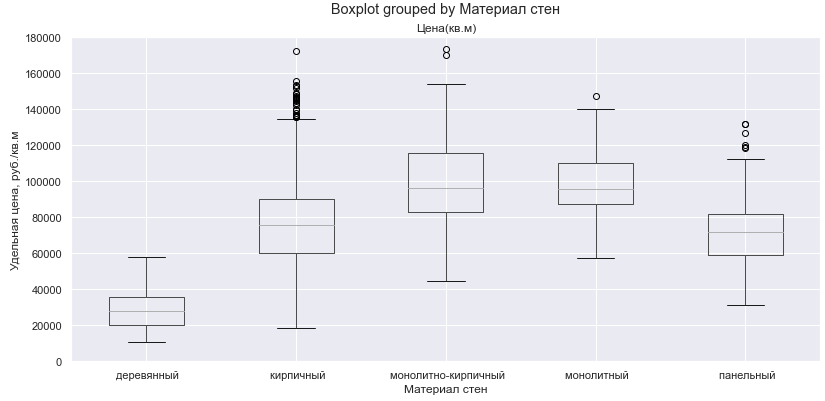 Boxplot grouped by Материал стен
Цена(кв.м)
Удельная цена, руб./кв.м
180000
160000
140000
120000
100000
80000
60000
40000
20000
0
деревянный кирпичный монолитно-кирпичный монолитный панельный
Материал стен